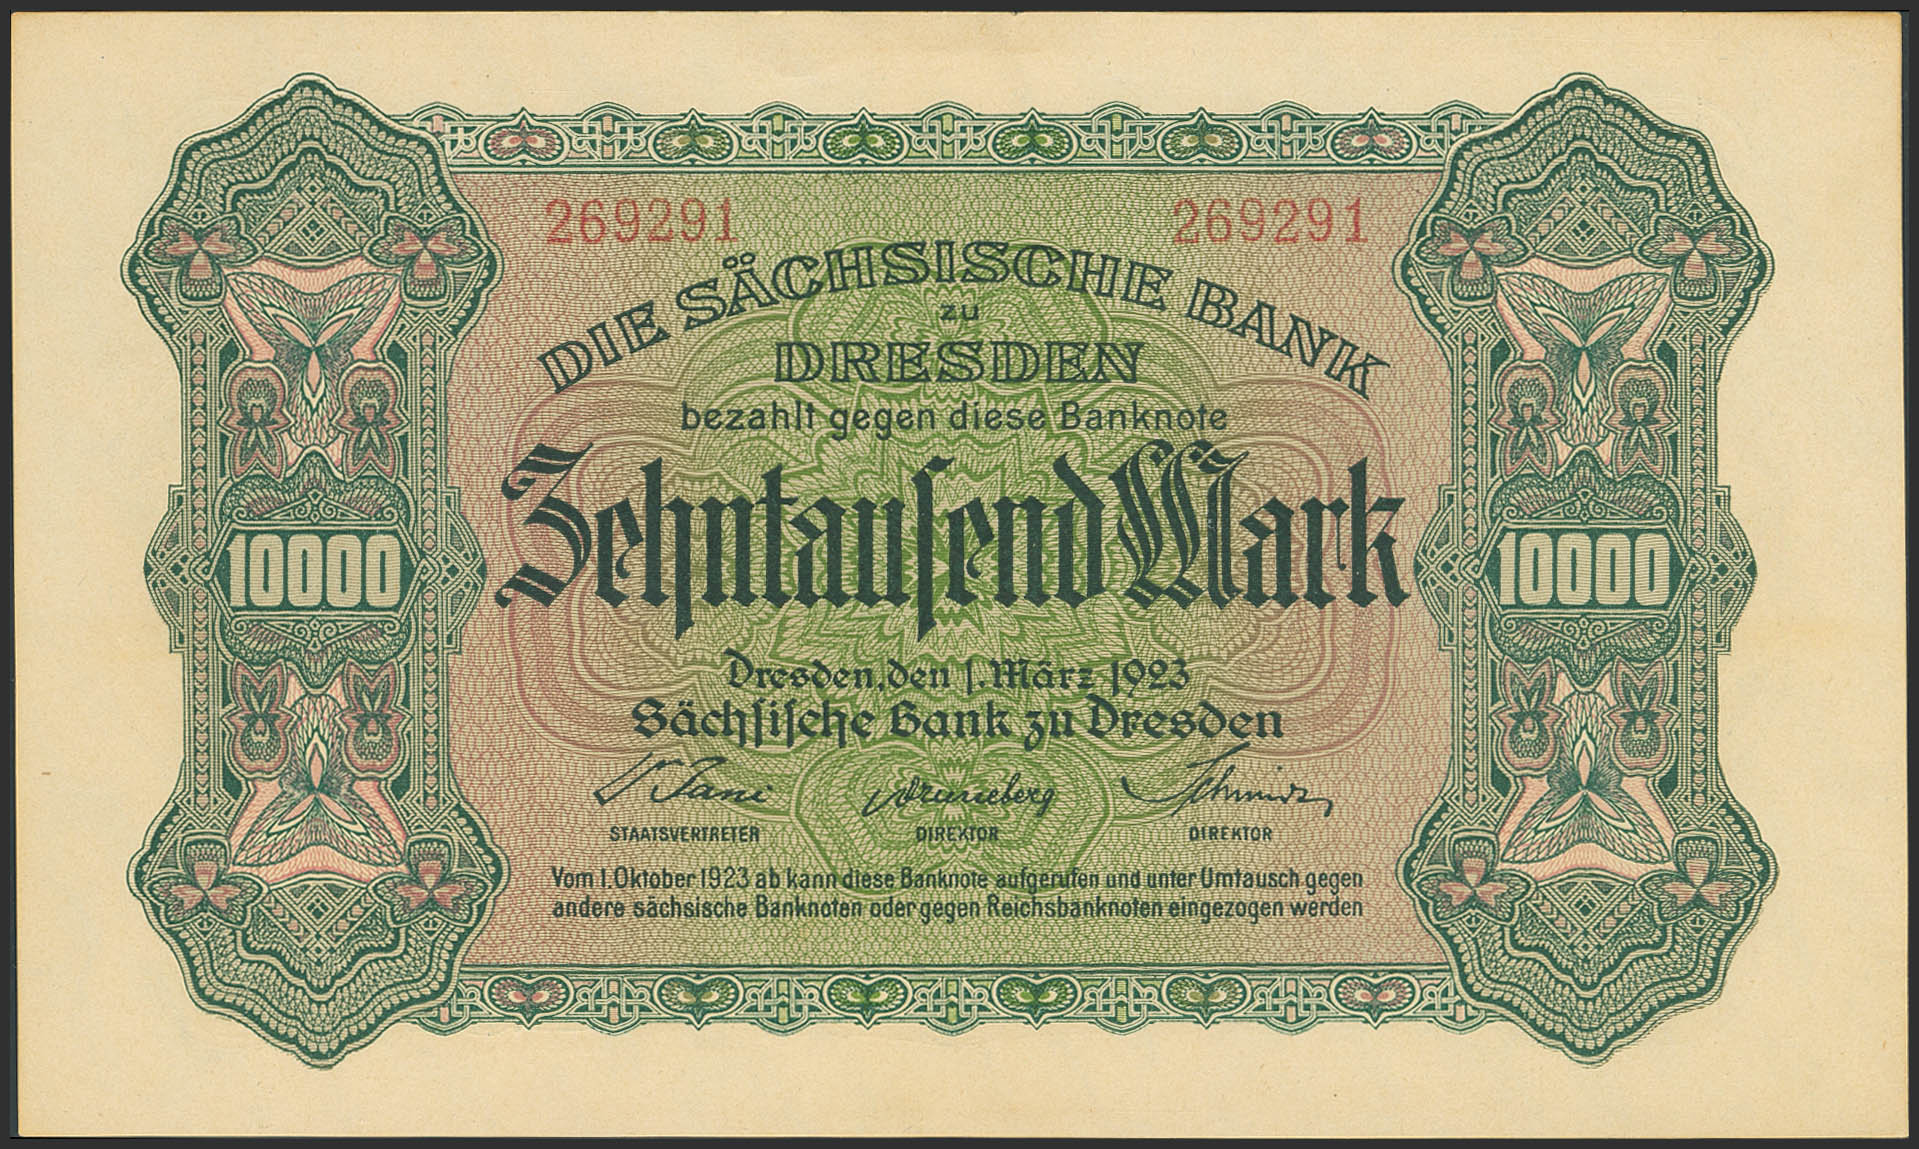 269291 269291
DIE SÄCHSISCHE BANK
zu
DRESDEN
bezahlt gegen diese Banknote
Zehntausend Mark
10000 10000
Dresden, den 1. März 1923
Sächsische Bank zu Dresden
Schmidt
STAATSVERTRETER DIREKTOR DIREKTOR
Vom 1. Oktober 1923 ab kann diese Banknote aufgerufen und unter Umtausch gegen
andere sächsische Banknoten oder gegen Reichsbanknoten eingezogen werden